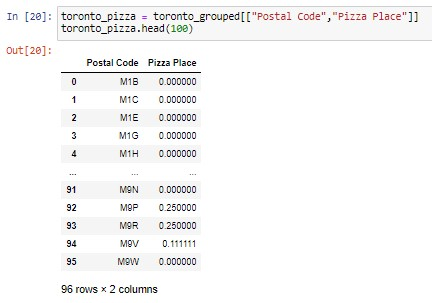 In [20]: toronto_pizza = toronto_grouped[["Postal Code","Pizza Place"]]
toronto_pizza.head(100)
Out[20]:
Postal Code Pizza Place
0 M1B 0.000000
1 M1C 0.000000
2 M1E 0.000000
3 M1G 0.000000
4 M1H 0.000000
... ... ...
91 M9N 0.000000
92 M9P 0.250000
93 M9R 0.250000
94 M9V 0.111111
95 M9W 0.000000
96 rows × 2 columns